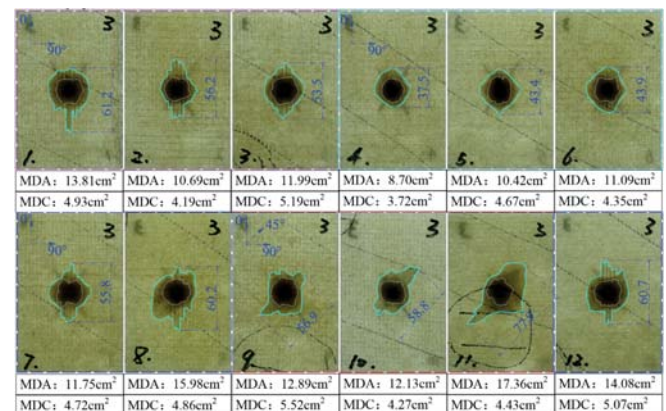 3 3 3 3 3 3
90° 90°
61.2 56.2 53.5 37.5 43.4 43.9
1. 2. 3. 4. 5. 6.
MDA: 13.81cm² MDA: 10.69cm² MDA: 11.99cm² MDA: 8.70cm² MDA: 10.42cm² MDA: 11.09cm²
MDC: 4.93cm² MDC: 4.19cm² MDC: 5.19cm² MDC: 3.72cm² MDC: 4.67cm² MDC: 4.35cm²
3 3 3 3 3 3
45°
90° 90°
55.8 60.2 56.9 58.8 60.7
7. 8. 9. 10. 11. 12.
MDA: 11.75cm² MDA: 15.98cm² MDA: 12.89cm² MDA: 12.13cm² MDA: 17.36cm² MDA: 14.08cm²
MDC: 4.72cm² MDC: 4.86cm² MDC: 5.52cm² MDC: 4.27cm² MDC: 4.43cm² MDC: 5.07cm²